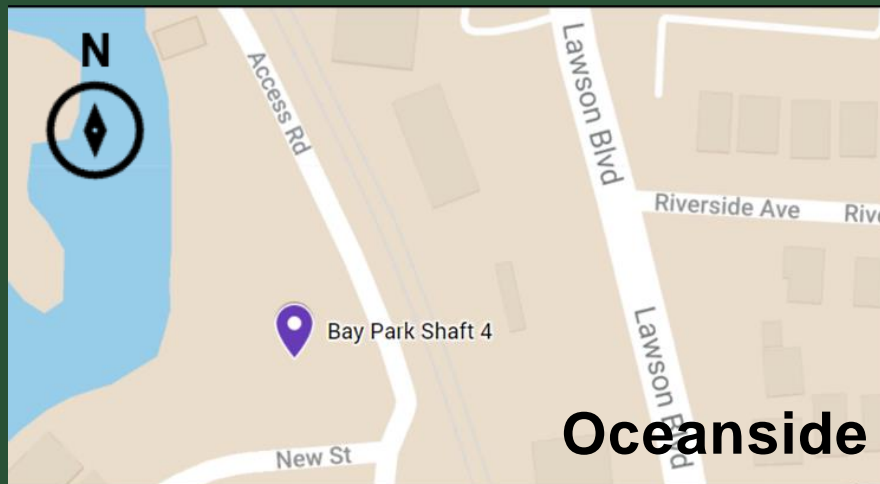 N
Access Rd
Lawson Blvd
Riverside Ave
Rive
Bay Park Shaft 4
Lawson Blvd
Oceanside
New St